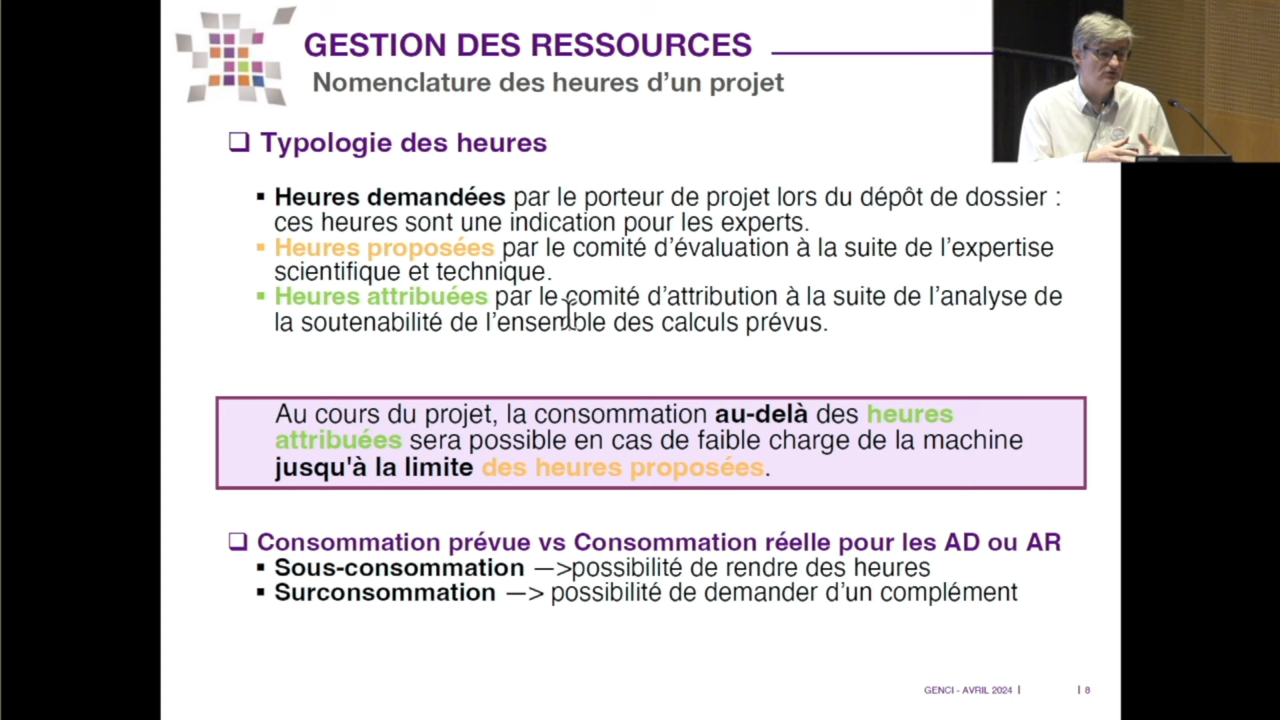 GESTION DES RESSOURCES
Nomenclature des heures d’un projet
❑ Typologie des heures
▪ Heures demandées par le porteur de projet lors du dépôt de dossier :
ces heures sont une indication pour les experts.
▪ Heures proposées par le comité d’évaluation à la suite de l’expertise
scientifique et technique.
▪ Heures attribuées par le comité d’attribution à la suite de l’analyse de
la soutenabilité de l’ensemble des calculs prévus.
Au cours du projet, la consommation au-delà des heures
attribuées sera possible en cas de faible charge de la machine
jusqu'à la limite des heures proposées.
❑ Consommation prévue vs Consommation réelle pour les AD ou AR
▪ Sous-consommation —>possibilité de rendre des heures
▪ Surconsommation —> possibilité de demander d’un complément
GENCI - AVRIL 2024 | | 8